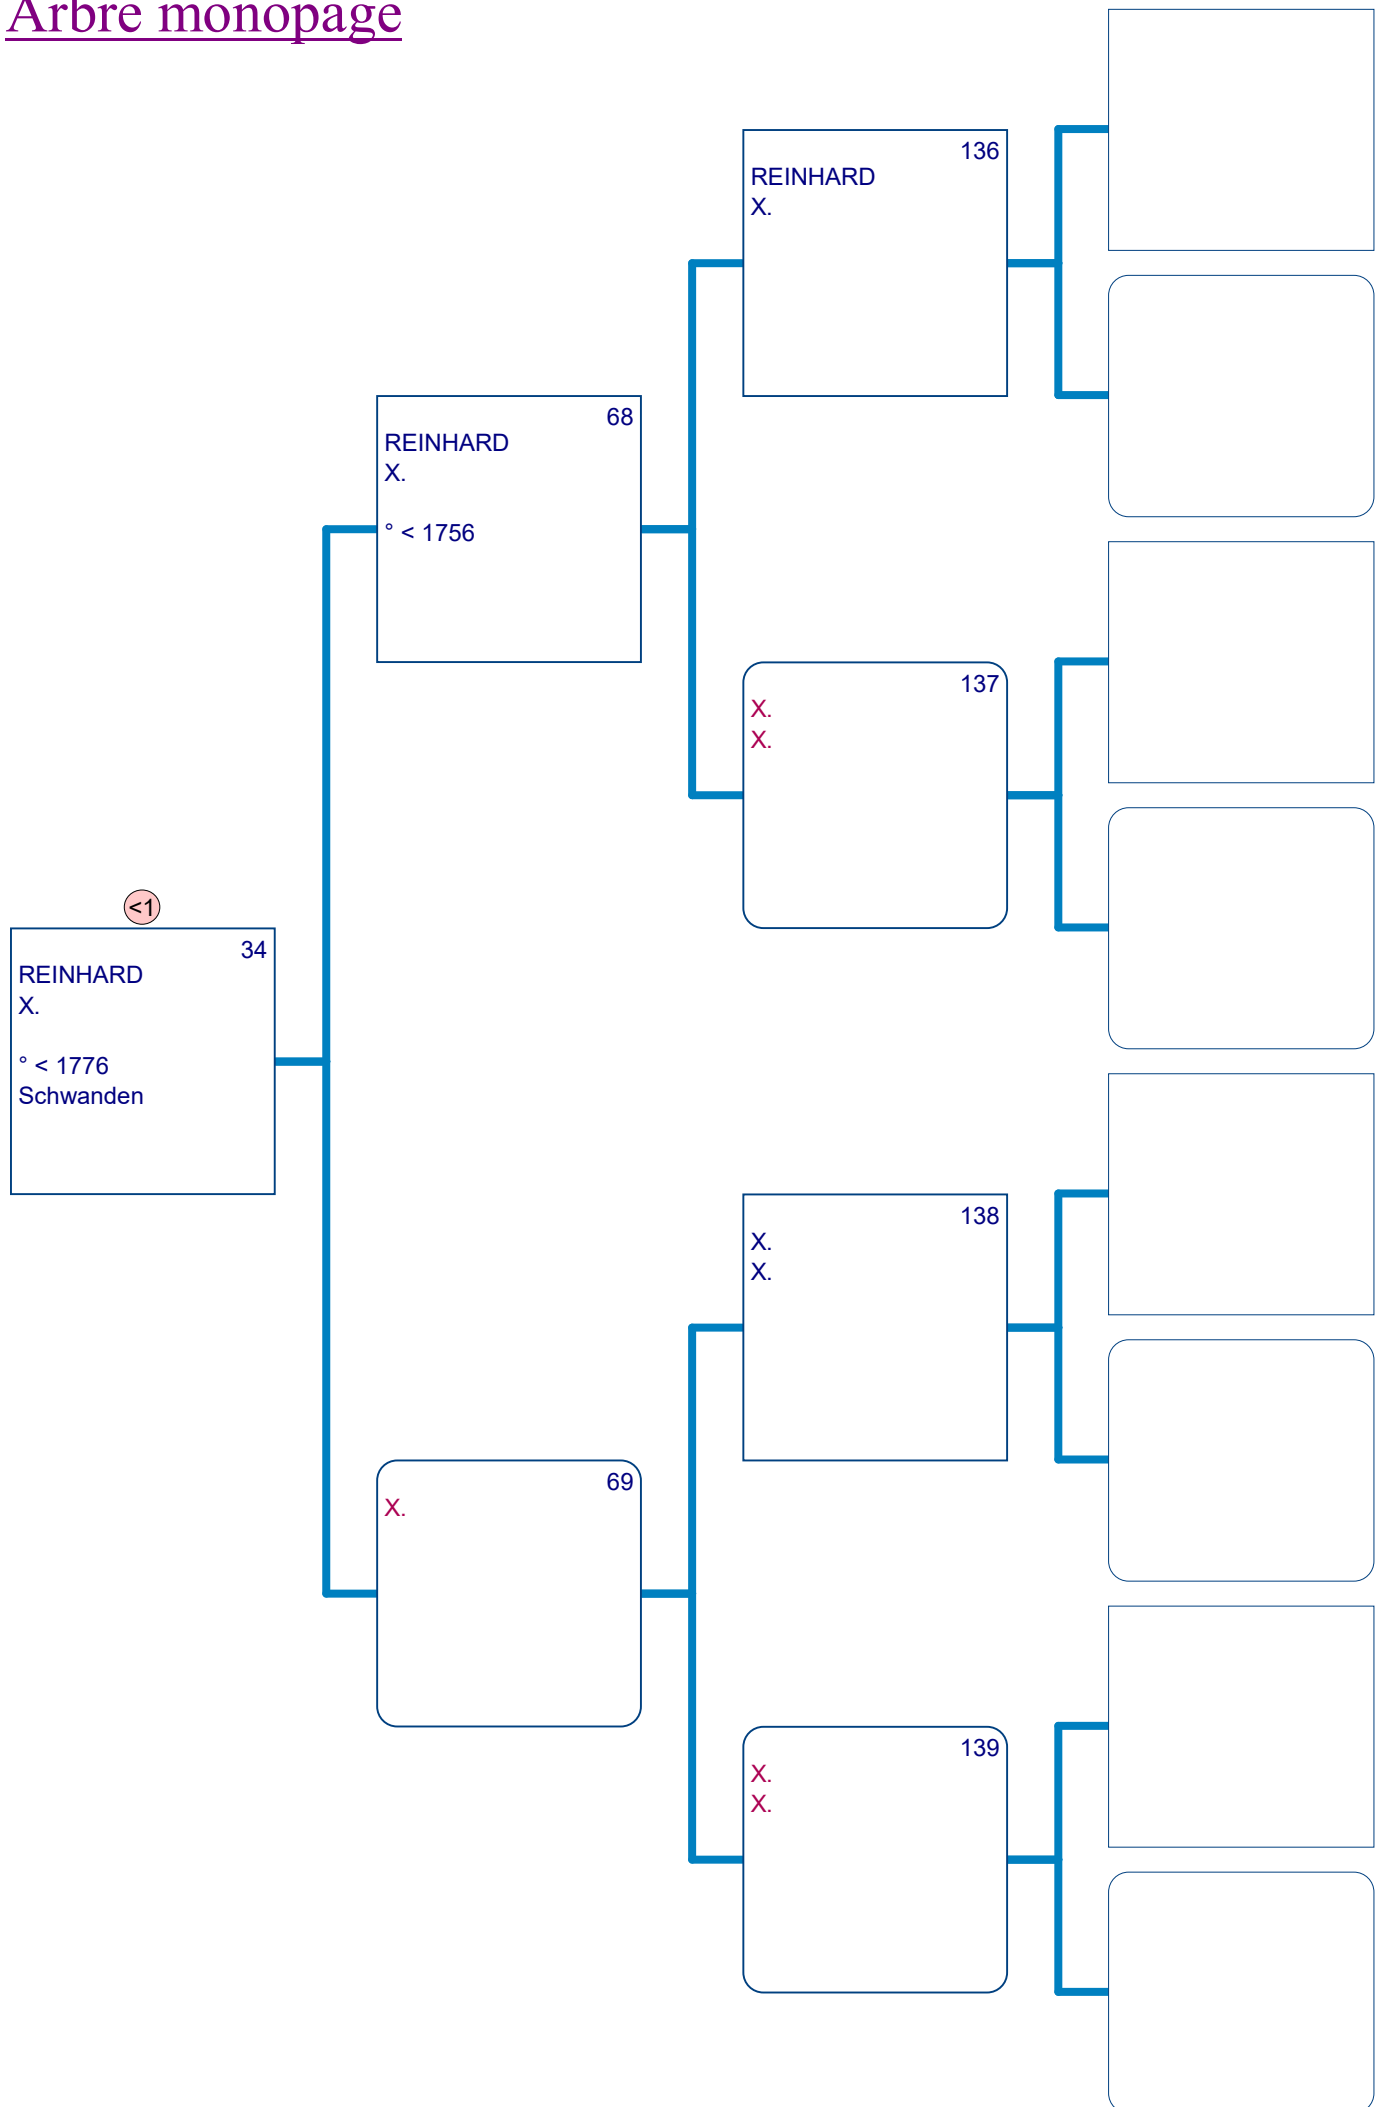 Arbre monopage
136
REINHARD
X.
68
REINHARD
X.
° < 1756
137
X.
X.
<1
34
REINHARD
X.
° < 1776
Schwanden
138
X.
X.
69
X.
139
X.
X.